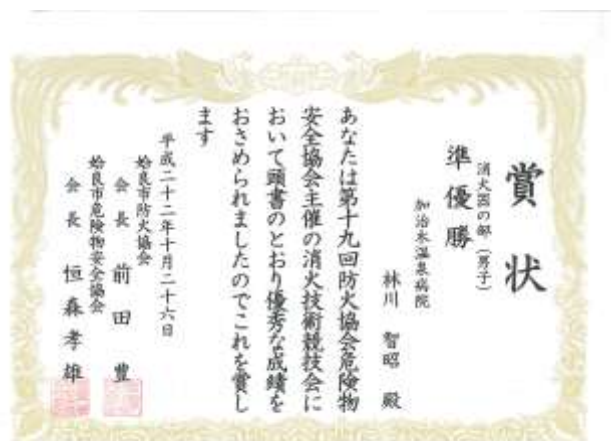 賞状
消火器の部（男子）
準優勝
加治木温泉病院
林川 智昭 殿
あなたは第十九回防火協会危険物
安全協会主催の消火技術競技会に
おいて頭書のとおり優秀な成績を
おさめられましたのでこれを賞し
ます
平成二十二年十月二十六日
姶良市防火協会
会長 前田 豊
姶良市危険物安全協会
会長 恒森孝雄